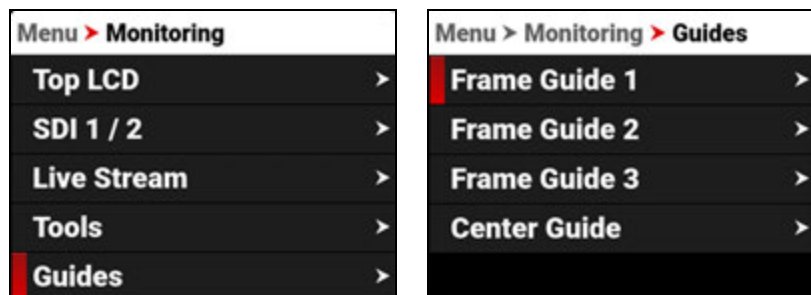 Menu > Monitoring
Top LCD >
SDI 1 / 2 >
Live Stream >
Tools >
Guides >
Menu > Monitoring > Guides
Frame Guide 1 >
Frame Guide 2 >
Frame Guide 3 >
Center Guide >